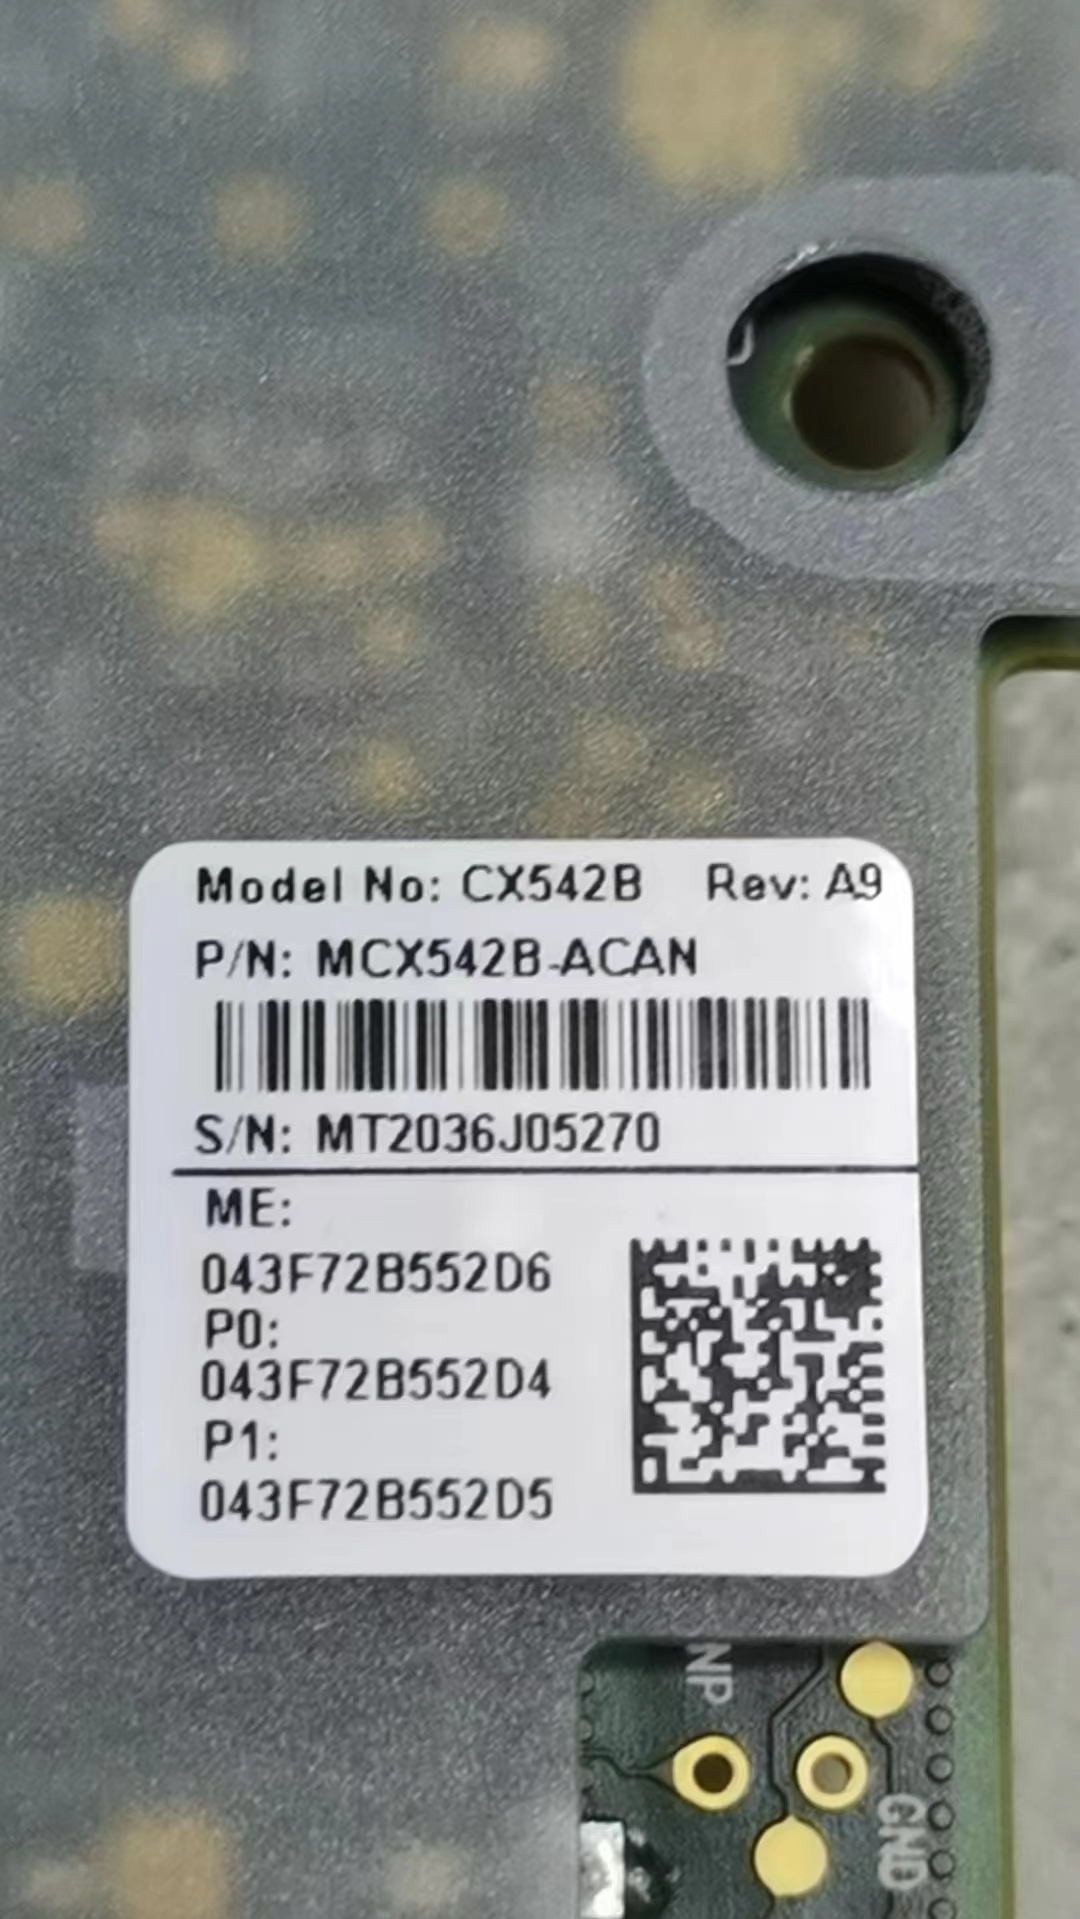 Model No: CX542B Rev: A9
P/N: MCX542B-ACAN
S/N: MT2036J05270
ME:
043F72B552D6
P0:
043F72B552D4
P1:
043F72B552D5
NP
GND